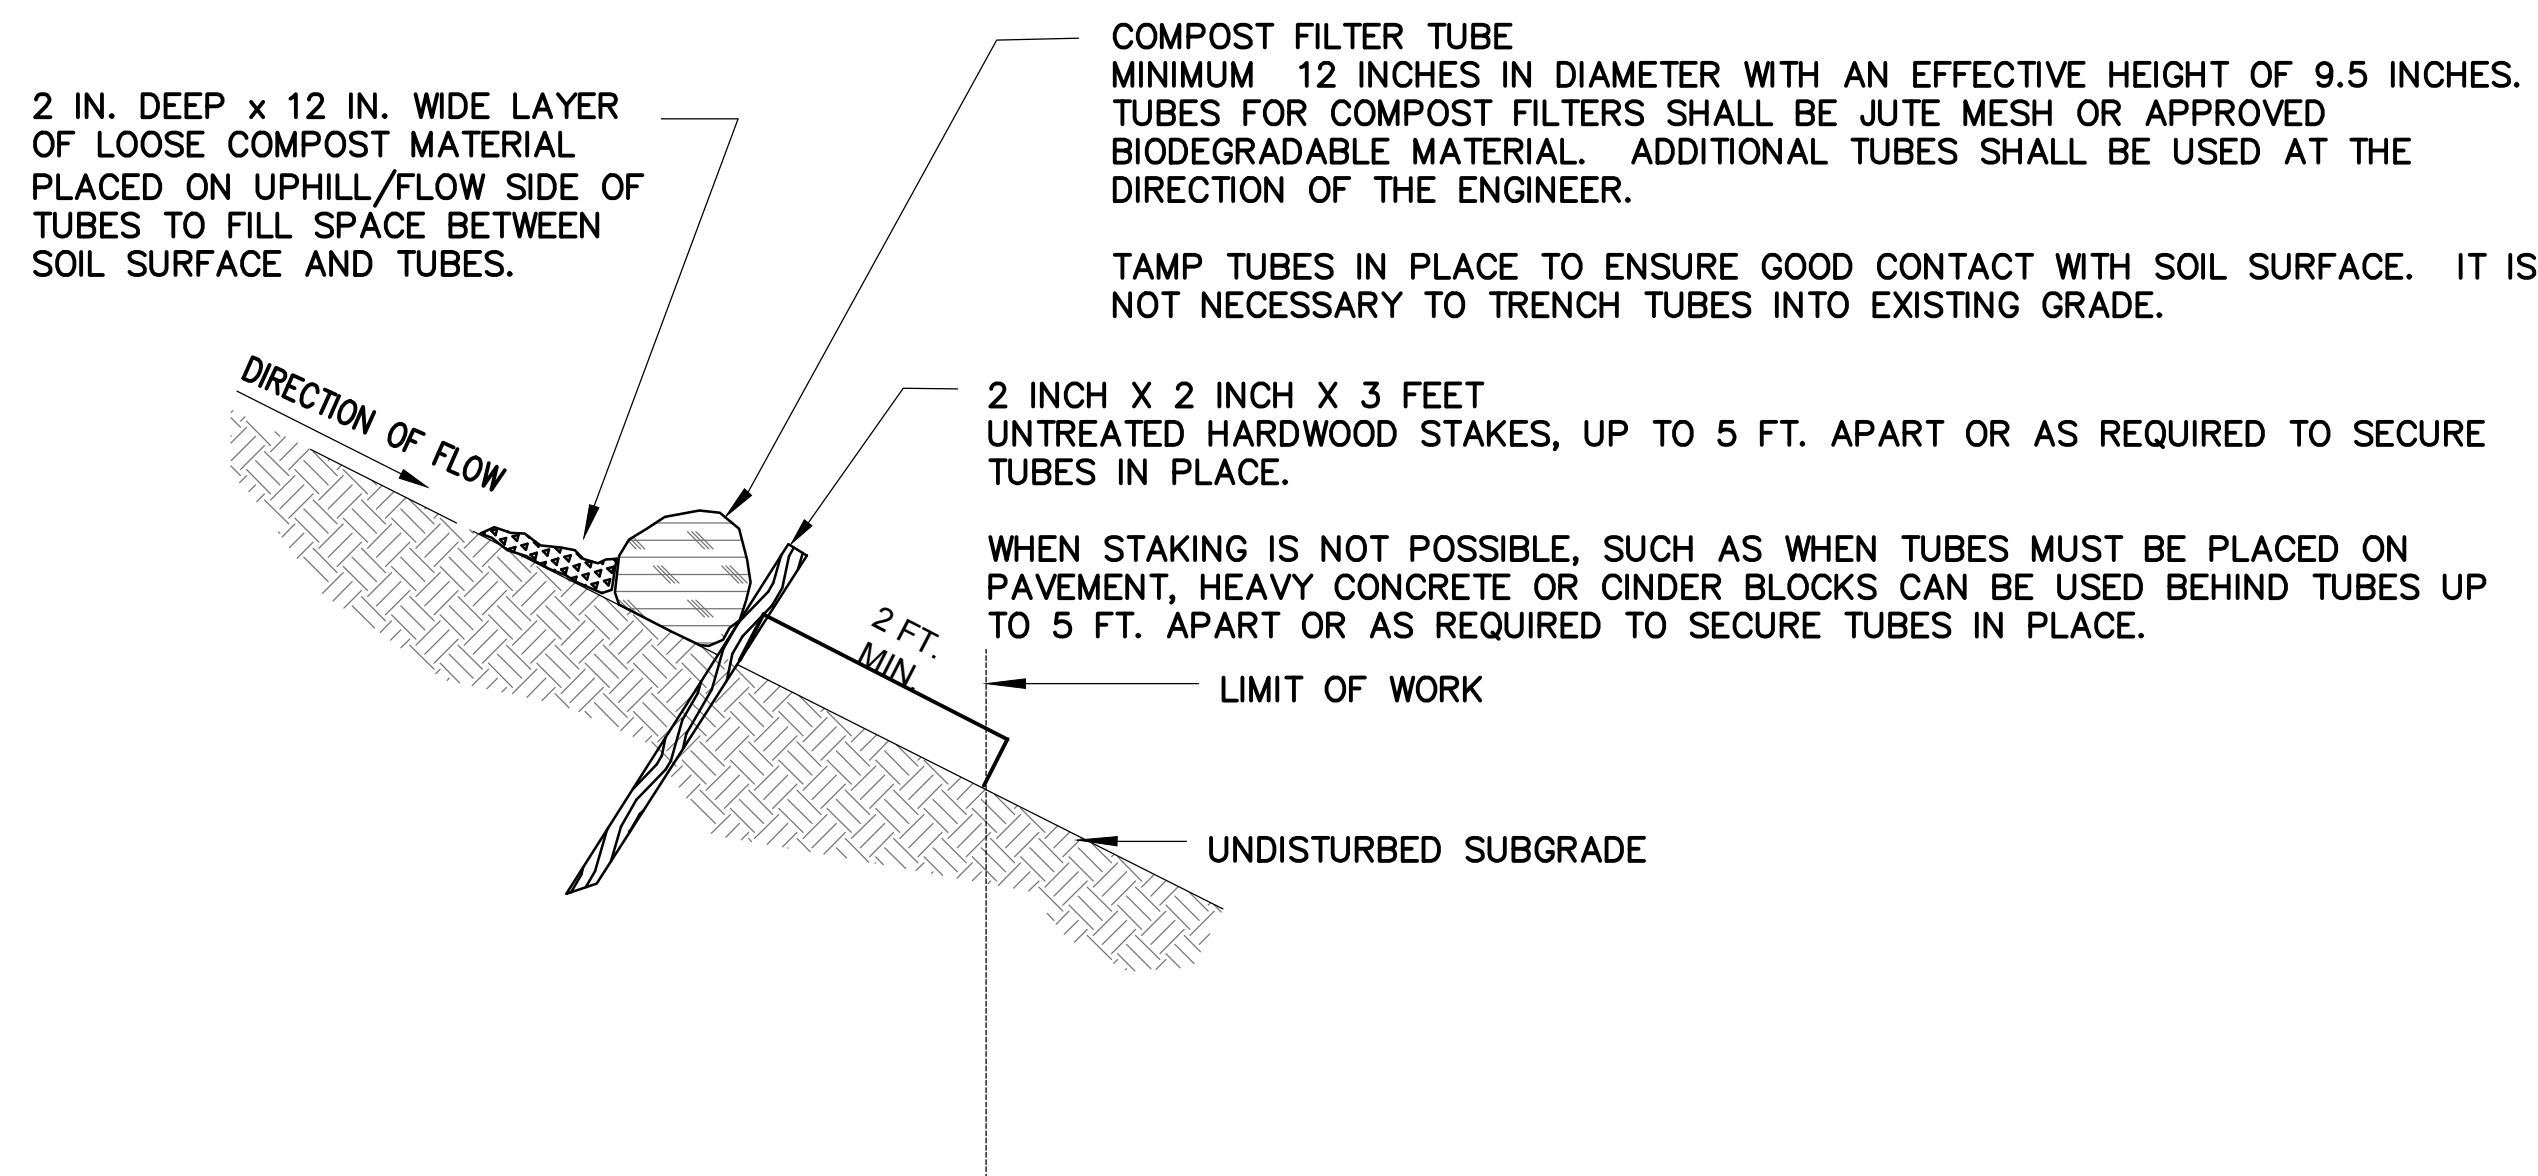 COMPOST FILTER TUBE
MINIMUM 12 INCHES IN DIAMETER WITH AN EFFECTIVE HEIGHT OF 9.5 INCHES.
TUBES FOR COMPOST FILTERS SHALL BE JUTE MESH OR APPROVED
BIODEGRADABLE MATERIAL. ADDITIONAL TUBES SHALL BE USED AT THE
DIRECTION OF THE ENGINEER.
TAMP TUBES IN PLACE TO ENSURE GOOD CONTACT WITH SOIL SURFACE. IT IS
NOT NECESSARY TO TRENCH TUBES INTO EXISTING GRADE.
2 IN. DEEP x 12 IN. WIDE LAYER
OF LOOSE COMPOST MATERIAL
PLACED ON UPHILL/FLOW SIDE OF
TUBES TO FILL SPACE BETWEEN
SOIL SURFACE AND TUBES.
DIRECTION OF FLOW
2 INCH X 2 INCH X 3 FEET
UNTREATED HARDWOOD STAKES, UP TO 5 FT. APART OR AS REQUIRED TO SECURE
TUBES IN PLACE.
WHEN STAKING IS NOT POSSIBLE, SUCH AS WHEN TUBES MUST BE PLACED ON
PAVEMENT, HEAVY CONCRETE OR CINDER BLOCKS CAN BE USED BEHIND TUBES UP
TO 5 FT. APART OR AS REQUIRED TO SECURE TUBES IN PLACE.
2 FT.
MIN.
LIMIT OF WORK
UNDISTURBED SUBGRADE